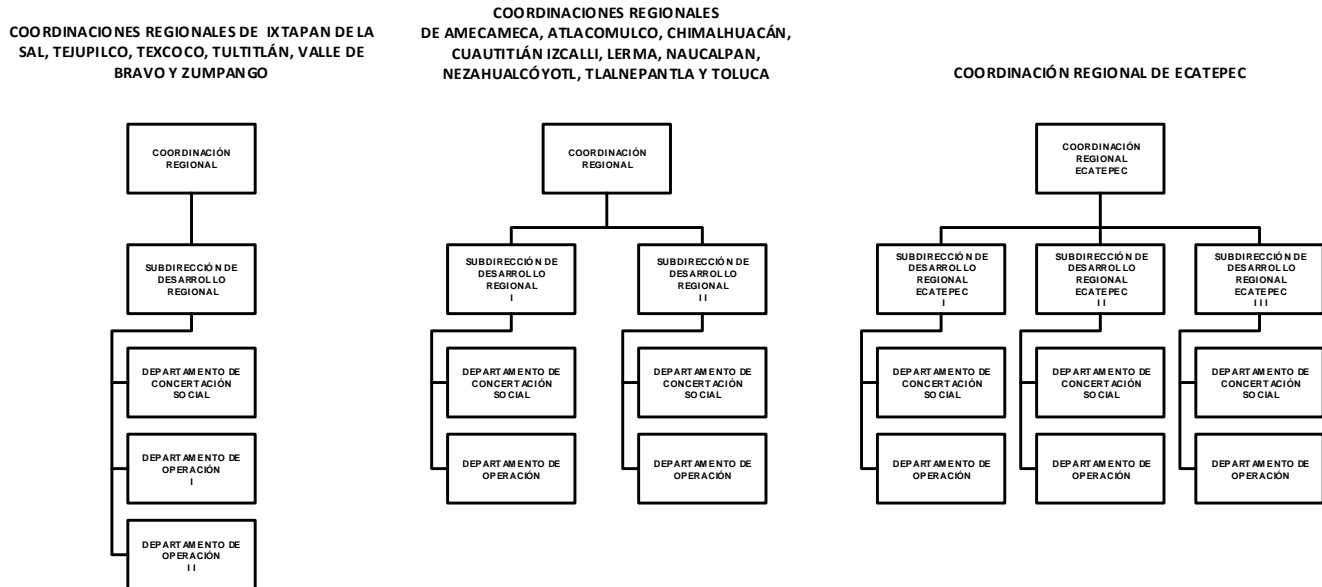 COORDINACIONES REGIONALES DE IXTAPAN DE LA
SAL, TEJUPILCO, TEXCOCO, TULTITLÁN, VALLE DE
BRAVO Y ZUMPANGO
COORDINACIÓN
REGIONAL
SUBDIRECCIÓN DE
DESARROLLO
REGIONAL
DEPARTAMENTO DE
CONCERTACIÓN
SOCIAL
DEPARTAMENTO DE
OPERACIÓN
I
DEPARTAMENTO DE
OPERACIÓN
II
COORDINACIONES REGIONALES
DE AMECAMECA, ATLACOMULCO, CHIMALHUACÁN,
CUAUTITLÁN IZCALLI, LERMA, NAUCALPAN,
NEZAHUALCÓYOTL, TLALNEPANTLA Y TOLUCA
COORDINACIÓN
REGIONAL
SUBDIRECCIÓN DE
DESARROLLO
REGIONAL
I
DEPARTAMENTO DE
CONCERTACIÓN
SOCIAL
DEPARTAMENTO DE
OPERACIÓN
SUBDIRECCIÓN DE
DESARROLLO
REGIONAL
II
DEPARTAMENTO DE
CONCERTACIÓN
SOCIAL
DEPARTAMENTO DE
OPERACIÓN
COORDINACIÓN REGIONAL DE ECATEPEC
COORDINACIÓN
REGIONAL
ECATEPEC
SUBDIRECCIÓN DE
DESARROLLO
REGIONAL
ECATEPEC
I
DEPARTAMENTO DE
CONCERTACIÓN
SOCIAL
DEPARTAMENTO DE
OPERACIÓN
SUBDIRECCIÓN DE
DESARROLLO
REGIONAL
ECATEPEC
II
DEPARTAMENTO DE
CONCERTACIÓN
SOCIAL
DEPARTAMENTO DE
OPERACIÓN
SUBDIRECCIÓN DE
DESARROLLO
REGIONAL
ECATEPEC
III
DEPARTAMENTO DE
CONCERTACIÓN
SOCIAL
DEPARTAMENTO DE
OPERACIÓN